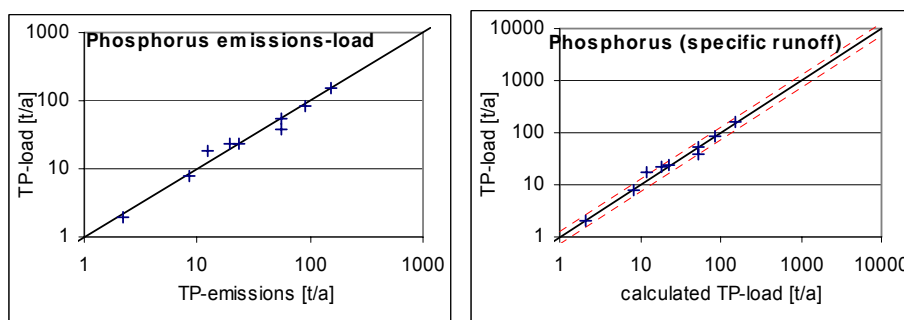 Phosphorus emissions-load
1000
100
10
1
TP-load [t/a]
1 10 100 1000
TP-emissions [t/a]
Phosphorus (specific runoff)
10000
1000
100
10
1
TP-load [t/a]
1 10 100 1000 10000
calculated TP-load [t/a]